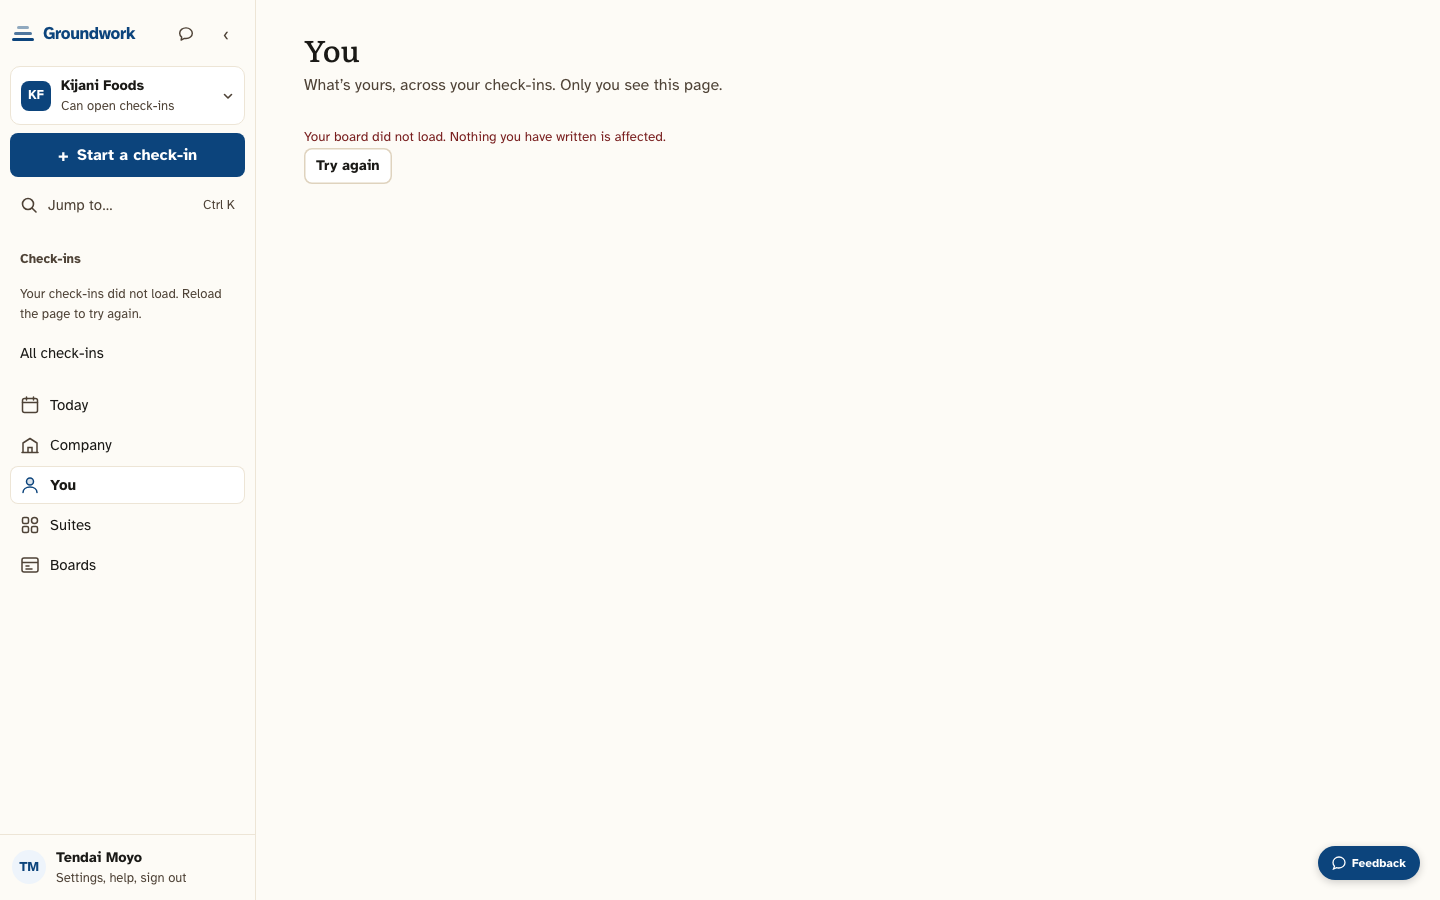 Groundwork
KF
Kijani Foods
Can open check-ins
+ Start a check-in
Jump to...
Ctrl K
Check-ins
Your check-ins did not load. Reload
the page to try again.
All check-ins
Today
Company
You
Suites
Boards
TM
Tendai Moyo
Settings, help, sign out
You
What's yours, across your check-ins. Only you see this page.
Your board did not load. Nothing you have written is affected.
Try again
Feedback